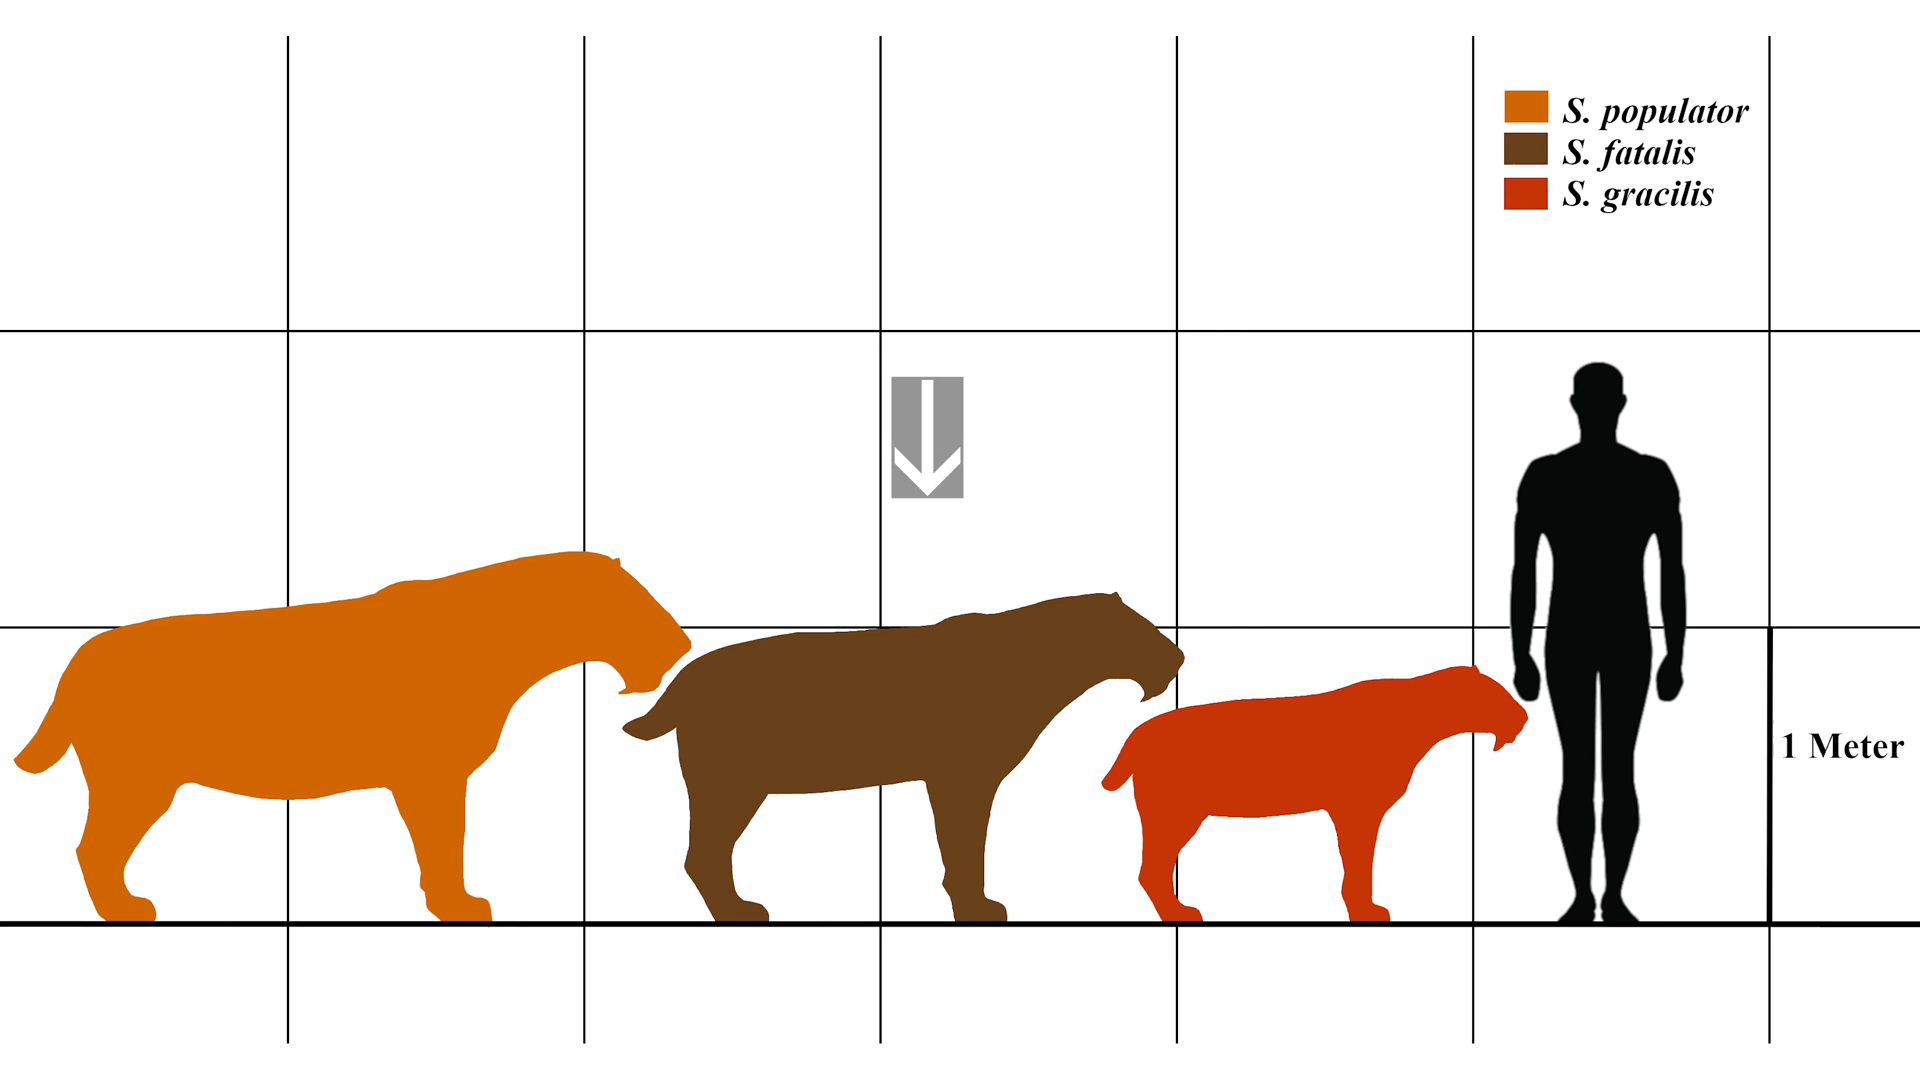 S. populator
S. fatalis
S. gracilis
1 Meter